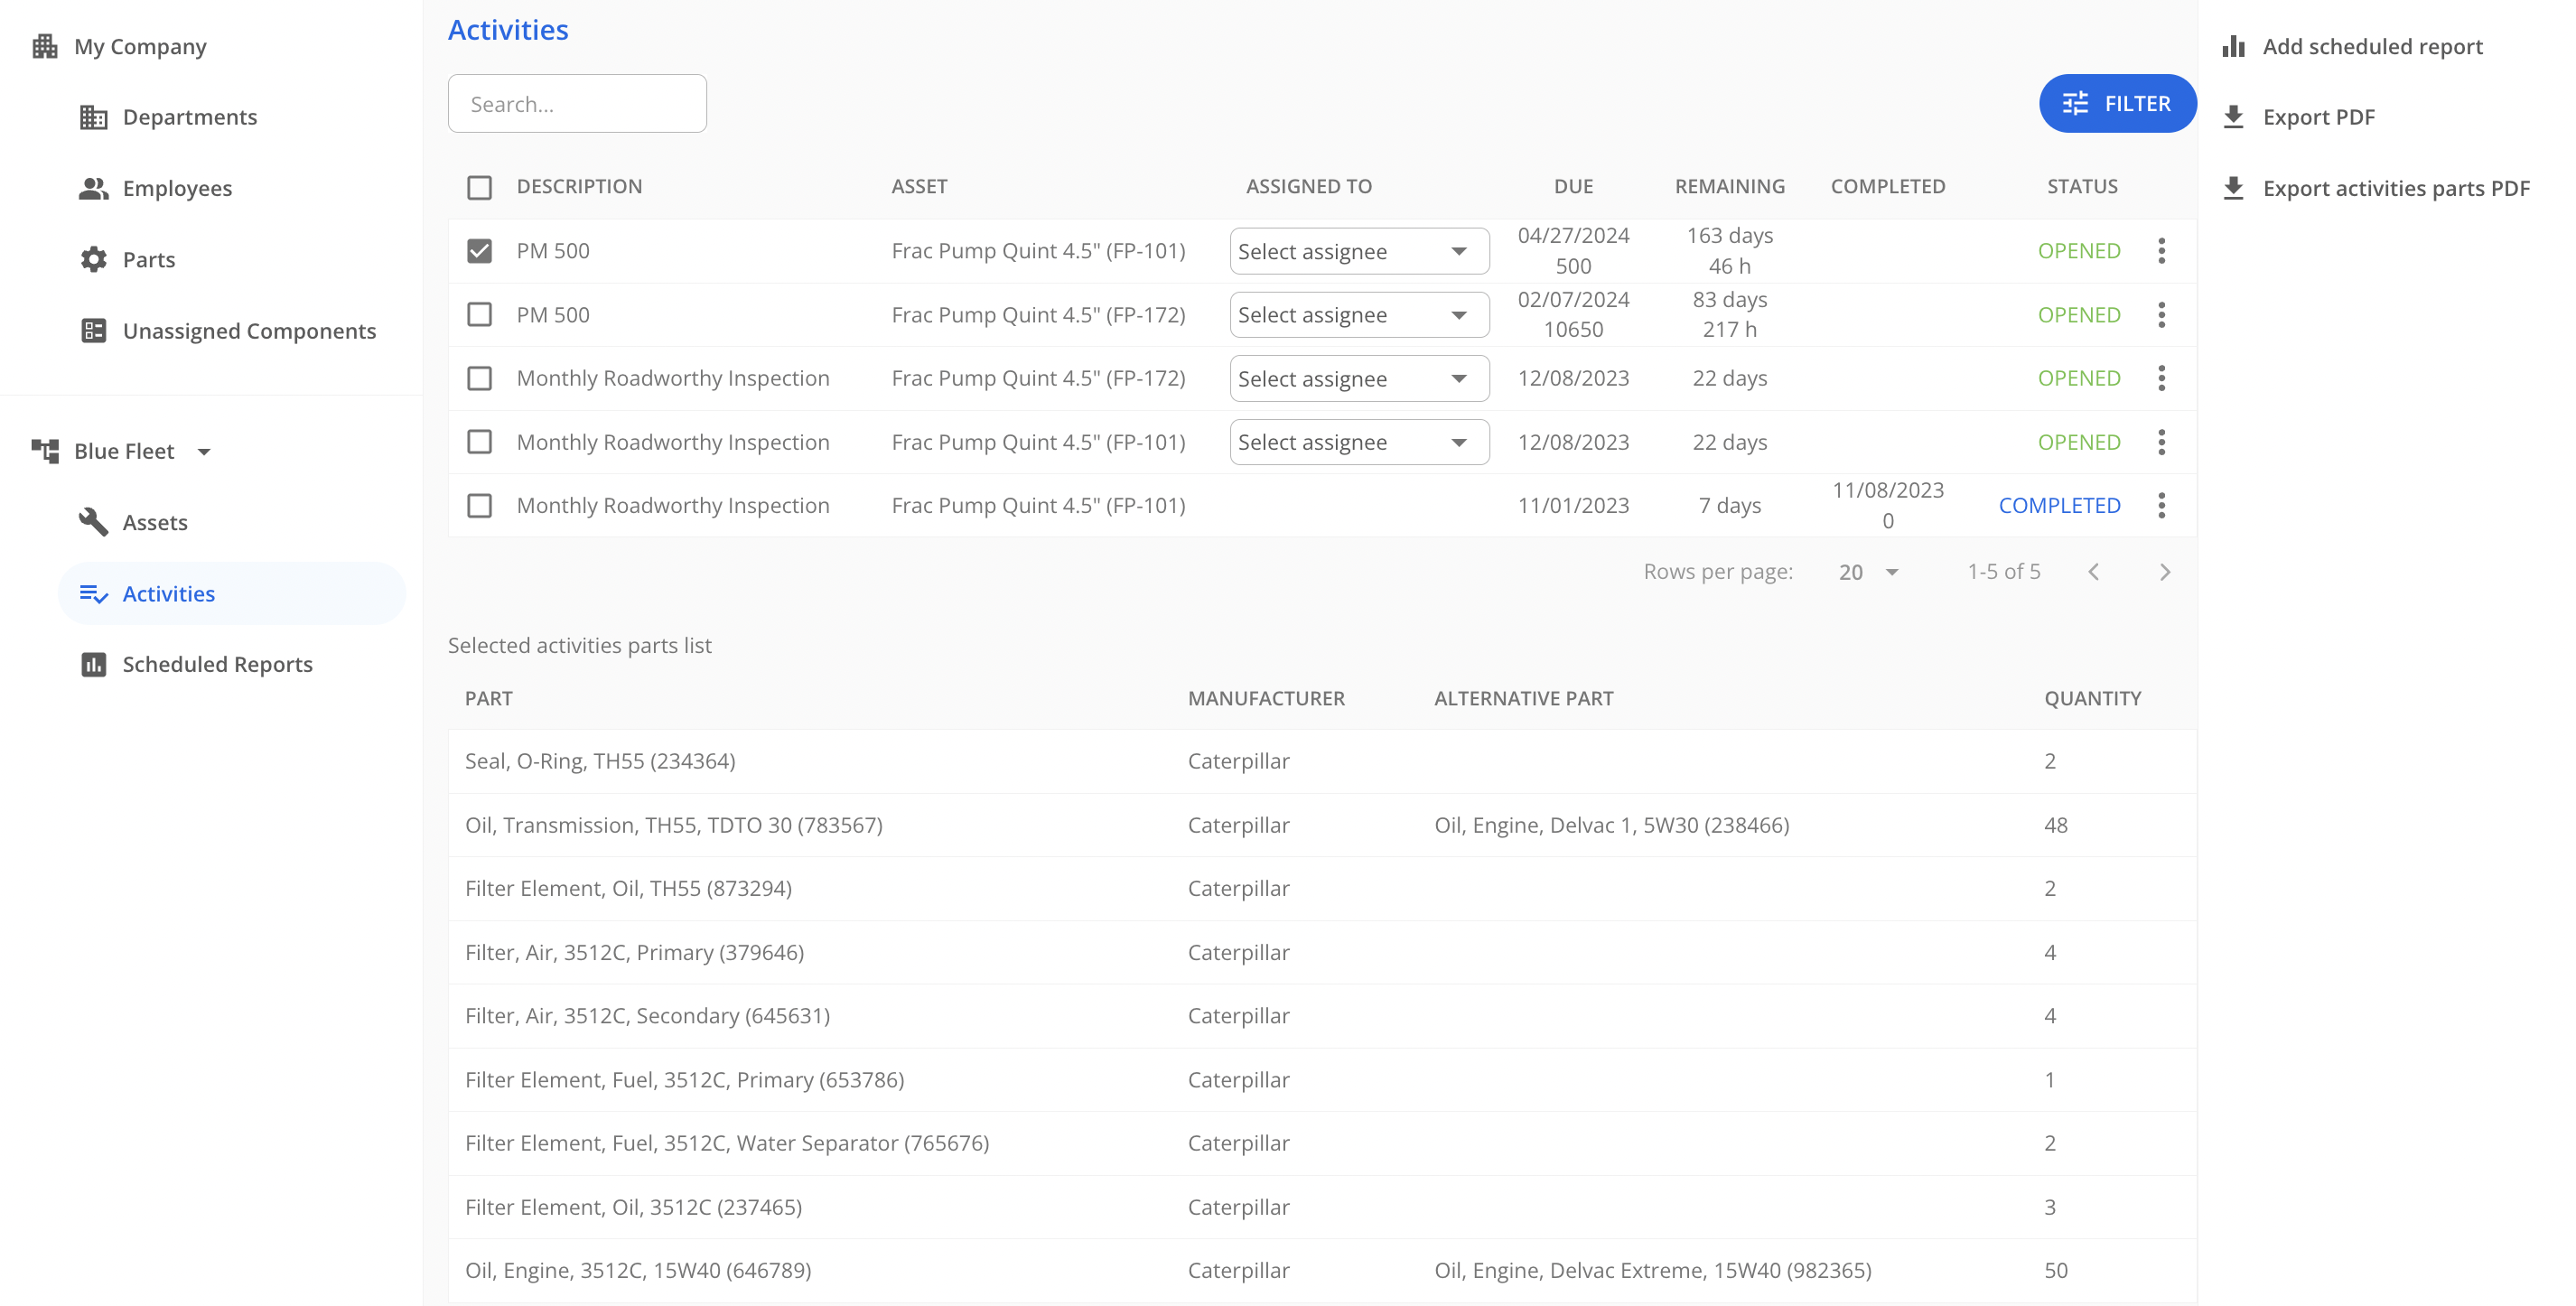 My Company
Departments
Employees
Parts
Unassigned Components
Blue Fleet
Assets
Activities
Scheduled Reports
Activities
Search...
FILTER
DESCRIPTION ASSET ASSIGNED TO DUE REMAINING COMPLETED STATUS
PM 500 Frac Pump Quint 4.5" (FP-101) Select assignee 04/27/2024 163 days OPENED
500 46 h
PM 500 Frac Pump Quint 4.5" (FP-172) Select assignee 02/07/2024 83 days OPENED
10650 217 h
Monthly Roadworthy Inspection Frac Pump Quint 4.5" (FP-172) Select assignee 12/08/2023 22 days OPENED
Monthly Roadworthy Inspection Frac Pump Quint 4.5" (FP-101) Select assignee 12/08/2023 22 days OPENED
Monthly Roadworthy Inspection Frac Pump Quint 4.5" (FP-101) 11/01/2023 7 days 11/08/2023 COMPLETED
0
Rows per page: 20 1-5 of 5
Selected activities parts list
PART MANUFACTURER ALTERNATIVE PART QUANTITY
Seal, O-Ring, TH55 (234364) Caterpillar 2
Oil, Transmission, TH55, TDTO 30 (783567) Caterpillar Oil, Engine, Delvac 1, 5W30 (238466) 48
Filter Element, Oil, TH55 (873294) Caterpillar 2
Filter, Air, 3512C, Primary (379646) Caterpillar 4
Filter, Air, 3512C, Secondary (645631) Caterpillar 4
Filter Element, Fuel, 3512C, Primary (653786) Caterpillar 1
Filter Element, Fuel, 3512C, Water Separator (765676) Caterpillar 2
Filter Element, Oil, 3512C (237465) Caterpillar 3
Oil, Engine, 3512C, 15W40 (646789) Caterpillar Oil, Engine, Delvac Extreme, 15W40 (982365) 50
Add scheduled report
Export PDF
Export activities parts PDF